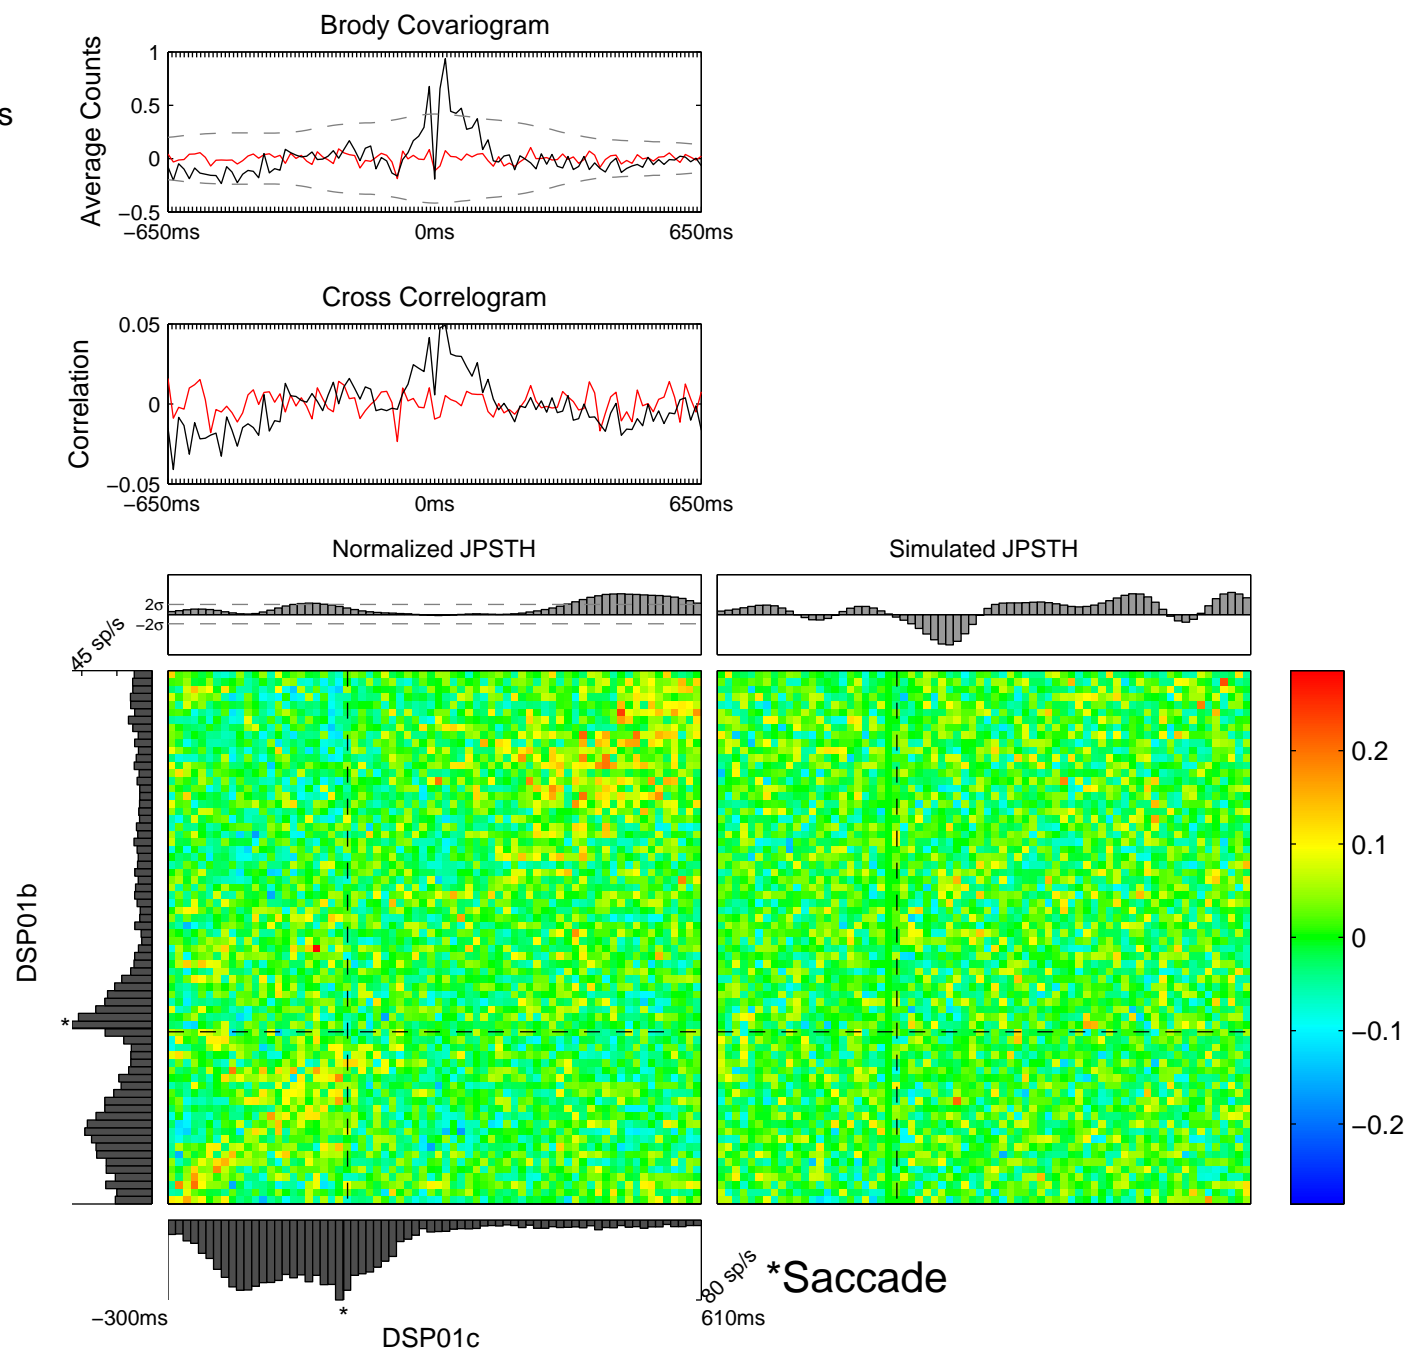 Brody Covariogram
s
Average Counts
1
0.5
0
−0.5
−650ms
0ms
650ms
Cross Correlogram
Correlation
0.05
0
−0.05
−650ms
0ms
650ms
Normalized JPSTH
Simulated JPSTH
2σ
−2σ
45 sp/s
DSP01b
*
0.2
0.1
0
−0.1
−0.2
80 sp/s
*Saccade
*
−300ms
610ms
DSP01c